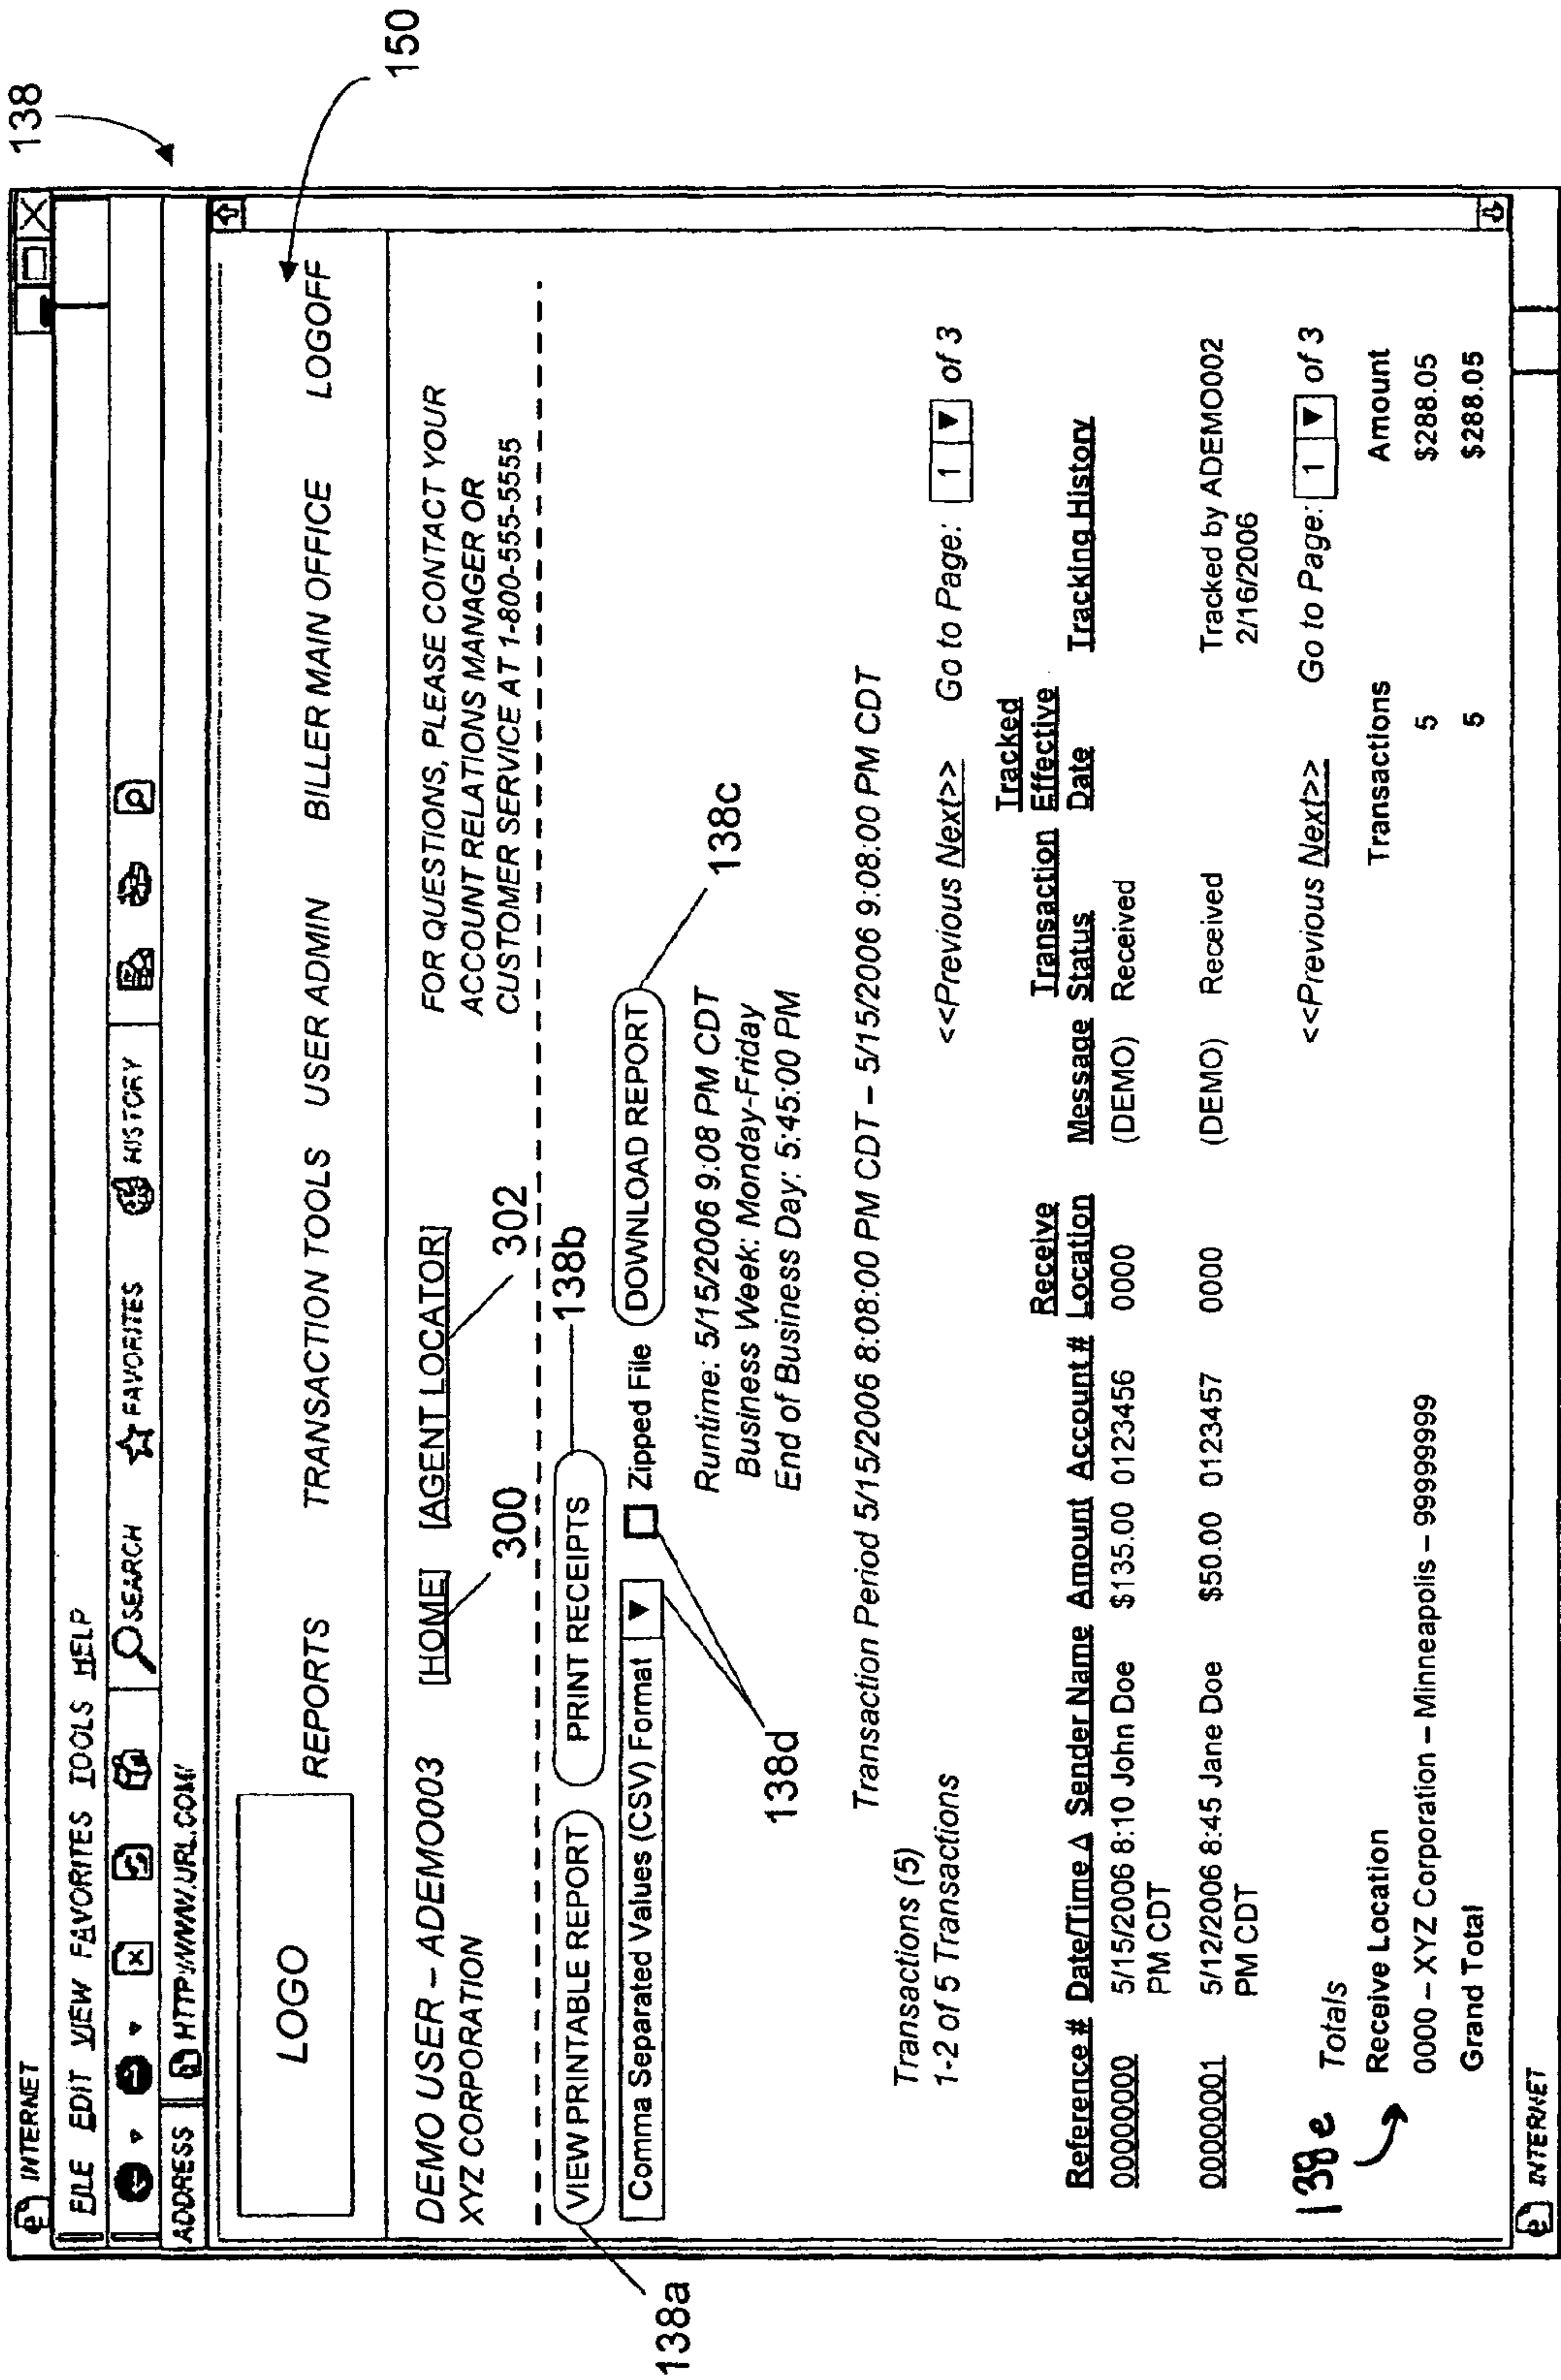 138
INTERNET
FILE EDIT VIEW FAVORITES TOOLS HELP
SEARCH FAVORITES HISTORY
ADDRESS HTTP://WWW.URL.COM/
150
LOGO REPORTS TRANSACTION TOOLS USER ADMIN BILLER MAIN OFFICE LOGOFF
DEMO USER – ADEMO003 [HOME] [AGENT LOCATOR] FOR QUESTIONS, PLEASE CONTACT YOUR
XYZ CORPORATION ACCOUNT RELATIONS MANAGER OR
300 302 CUSTOMER SERVICE AT 1-800-555-5555
138a VIEW PRINTABLE REPORT PRINT RECEIPTS 138b
Comma Separated Values (CSV) Format ▼ Zipped File DOWNLOAD REPORT 138c
138d
Runtime: 5/15/2006 9:08 PM CDT
Business Week: Monday-Friday
End of Business Day: 5:45:00 PM
Transaction Period 5/15/2006 8:08:00 PM CDT – 5/15/2006 9:08:00 PM CDT
Transactions (5)
1-2 of 5 Transactions <<Previous Next>> Go to Page: 1 ▼ of 3
Tracked
Receive Transaction Effective
Reference # Date/Time Δ Sender Name Amount Account # Location Message Status Date Tracking History
00000000 5/15/2006 8:10 John Doe $135.00 0123456 0000 (DEMO) Received
PM CDT
00000001 5/12/2006 8:45 Jane Doe $50.00 0123457 0000 (DEMO) Received Tracked by ADEMO002
PM CDT 2/16/2006
138e
Totals <<Previous Next>> Go to Page: 1 ▼ of 3
Receive Location Transactions Amount
0000 – XYZ Corporation – Minneapolis – 99999999 5 $288.05
Grand Total 5 $288.05
INTERNET